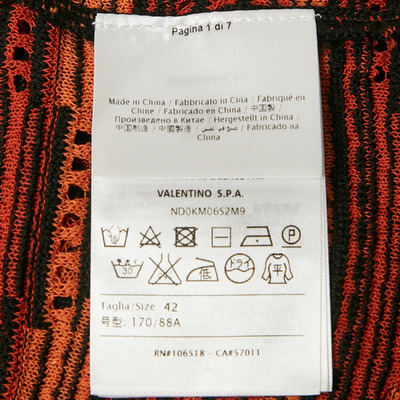 Pagina 1 di 7
Made in China / Fabbricato in Cina / Fabriqué en
Chine / Fabricado en China / 中国製 /
Произведено в Китае / Hergestellt in China /
中国制造 / 中國製造 / صنع في الصين / Fabricado na
China
VALENTINO S.P.A.
ND0KM06S2M9
30 低 ドライ 平
Taglia/Size 42
号型: 170/88A
RN#106518 - CA#57011